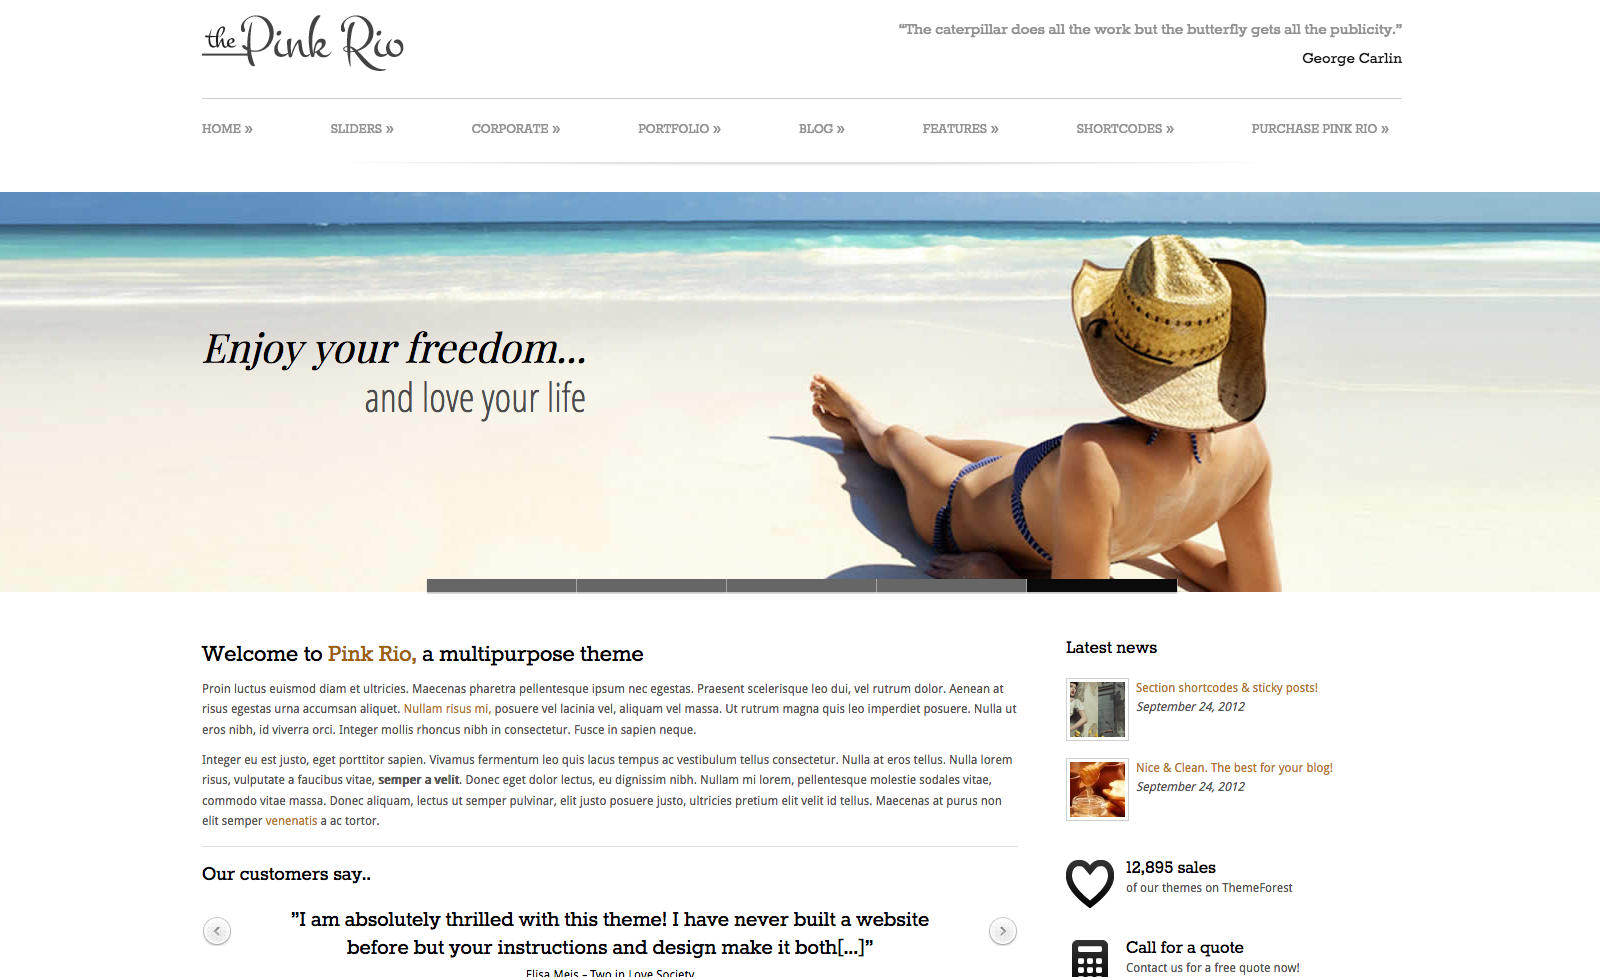 the Pink Rio
“The caterpillar does all the work but the butterfly gets all the publicity.”
George Carlin
HOME »
SLIDERS »
CORPORATE »
PORTFOLIO »
BLOG »
FEATURES »
SHORTCODES »
PURCHASE PINK RIO »
Enjoy your freedom...
and love your life
Welcome to Pink Rio, a multipurpose theme
Proin luctus euismod diam et ultricies. Maecenas pharetra pellentesque ipsum nec egestas. Praesent scelerisque leo dui, vel rutrum dolor. Aenean at
risus egestas urna accumsan aliquet. Nullam risus mi, posuere vel lacinia vel, aliquam vel massa. Ut rutrum magna quis leo imperdiet posuere. Nulla ut
eros nibh, id viverra orci. Integer mollis rhoncus nibh in consectetur. Fusce in sapien neque.
Integer eu est justo, eget porttitor sapien. Vivamus fermentum leo quis lacus tempus ac vestibulum tellus consectetur. Nulla at eros tellus. Nulla lorem
risus, vulputate a faucibus vitae, semper a velit. Donec eget dolor lectus, eu dignissim nibh. Nullam mi lorem, pellentesque molestie sodales vitae,
commodo vitae massa. Donec aliquam, lectus ut semper pulvinar, elit justo posuere justo, ultricies pretium elit velit id tellus. Maecenas at purus non
elit semper venenatis a ac tortor.
Our customers say..
”I am absolutely thrilled with this theme! I have never built a website
before but your instructions and design make it both[...]”
Elisa Meis – Two in Love Society
Latest news
Section shortcodes & sticky posts!
September 24, 2012
Nice & Clean. The best for your blog!
September 24, 2012
12,895 sales
of our themes on ThemeForest
Call for a quote
Contact us for a free quote now!